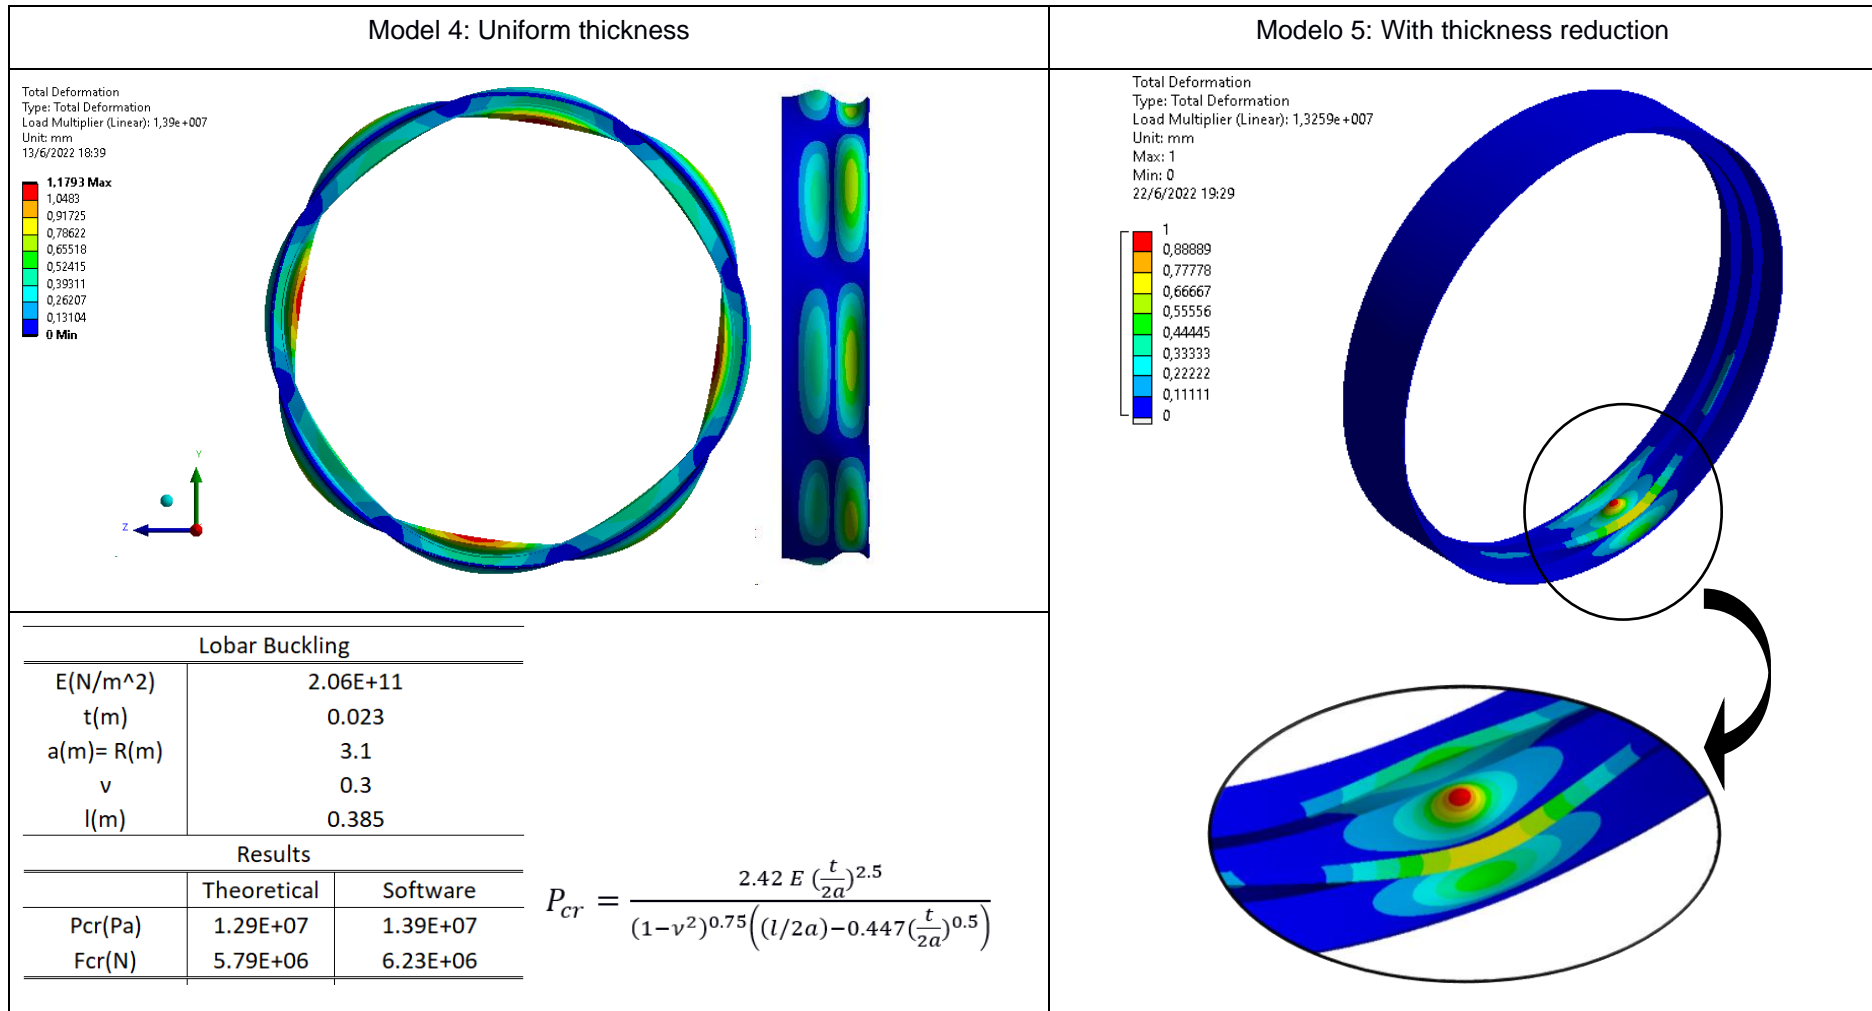 Model 4: Uniform thickness
Modelo 5: With thickness reduction
Total Deformation
Type: Total Deformation
Load Multiplier (Linear): 1,39e+007
Unit: mm
13/6/2022 18:39
1,1793 Max
1,0483
0,91725
0,78622
0,65518
0,52415
0,39311
0,26207
0,13104
0 Min
Y
Z
Total Deformation
Type: Total Deformation
Load Multiplier (Linear): 1,3259e+007
Unit: mm
Max: 1
Min: 0
22/6/2022 19:29
1
0,88889
0,77778
0,66667
0,55556
0,44445
0,33333
0,22222
0,11111
0
Lobar Buckling
E(N/m^2) 2.06E+11
t(m) 0.023
a(m)= R(m) 3.1
ν 0.3
l(m) 0.385
Results
Theoretical Software
Pcr(Pa) 1.29E+07 1.39E+07
Fcr(N) 5.79E+06 6.23E+06
P_cr = 2.42 E (t/2a)^2.5 / (1−ν²)^0.75((l/2a)−0.447(t/2a)^0.5)